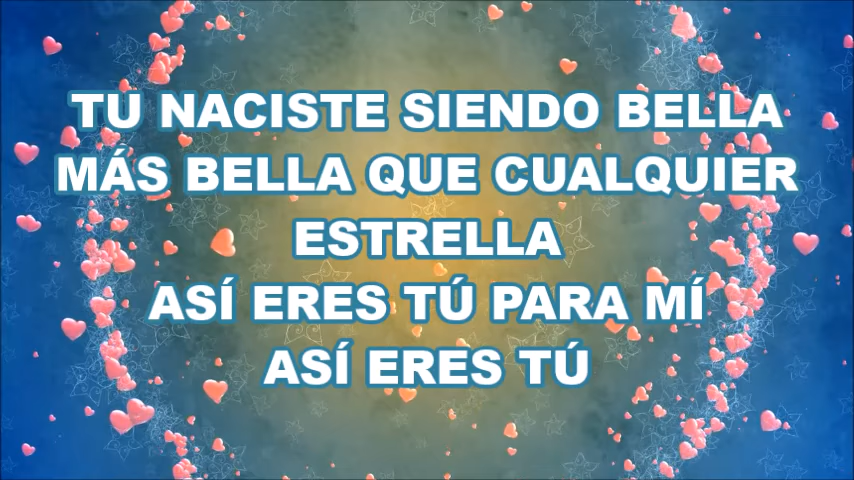 TU NACISTE SIENDO BELLA
MÁS BELLA QUE CUALQUIER
ESTRELLA
ASÍ ERES TÚ PARA MÍ
ASÍ ERES TÚ